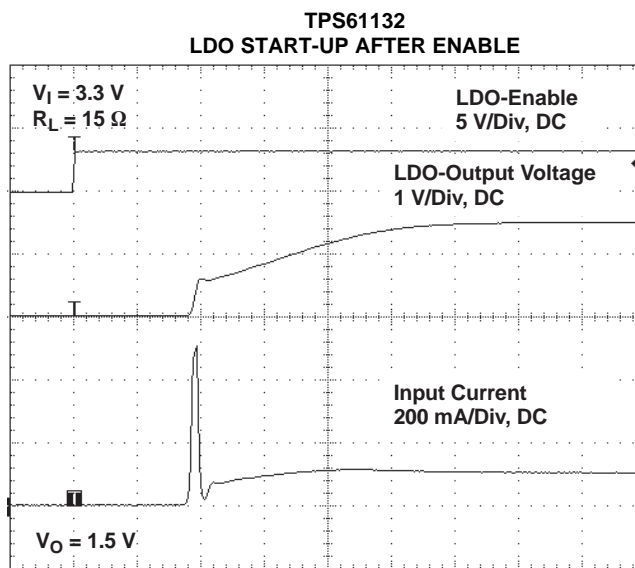 TPS61132
LDO START-UP AFTER ENABLE
V_I = 3.3 V
R_L = 15 Ω
LDO-Enable
5 V/Div, DC
LDO-Output Voltage
1 V/Div, DC
Input Current
200 mA/Div, DC
V_O = 1.5 V